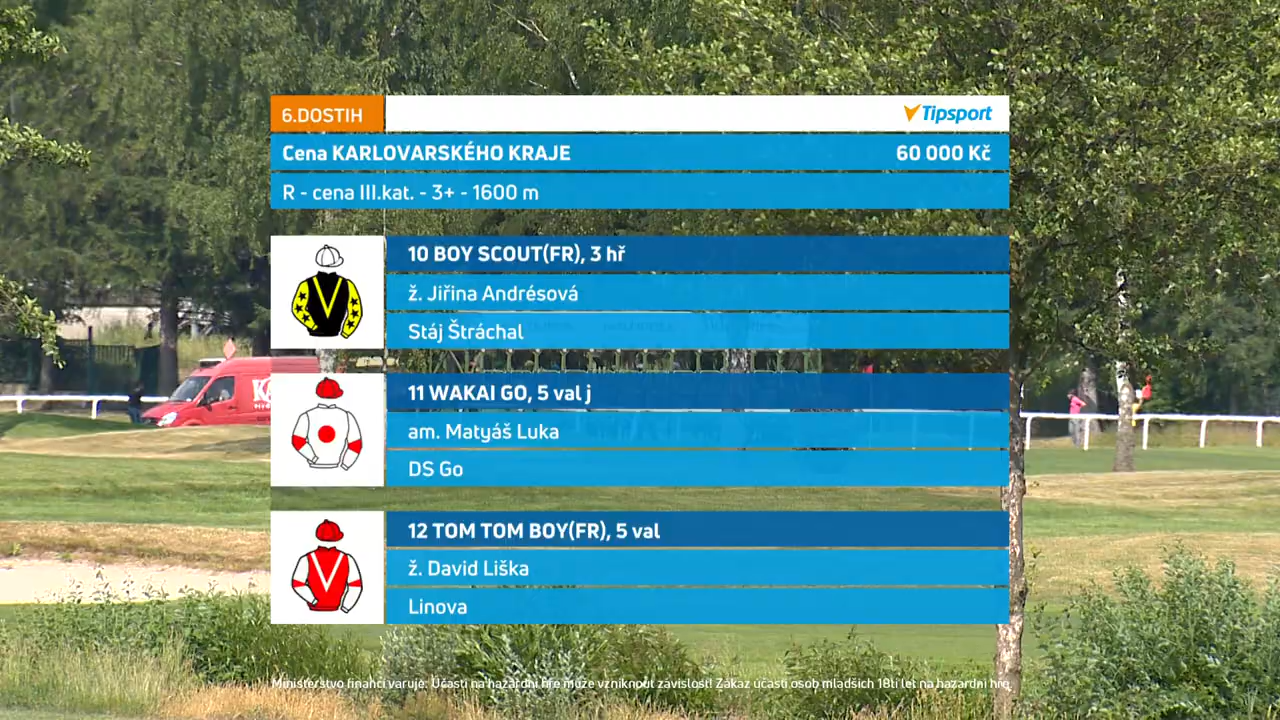 6.DOSTIH
Tipsport
Cena KARLOVARSKÉHO KRAJE 60 000 Kč
R - cena III.kat. - 3+ - 1600 m
10 BOY SCOUT(FR), 3 hř
ž. Jiřina Andrésová
Stáj Štráchal
11 WAKAI GO, 5 val j
am. Matyáš Luka
DS Go
12 TOM TOM BOY(FR), 5 val
ž. David Liška
Linova
Ministerstvo financí varuje: Účastí na hazardní hře může vzniknout závislost! Zákaz účasti osob mladších 18ti let na hazardní hře.